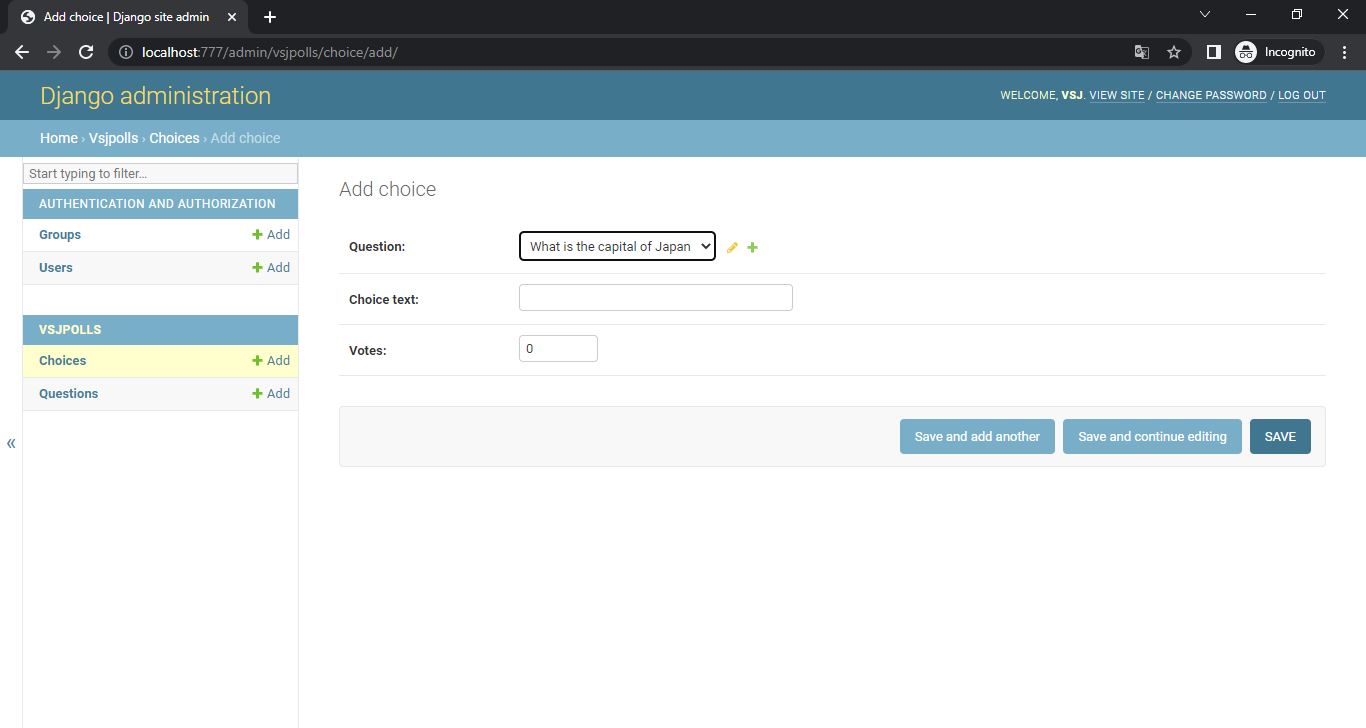 Add choice | Django site admin
localhost:777/admin/vsjpolls/choice/add/
Incognito
Django administration
WELCOME, VSJ. VIEW SITE / CHANGE PASSWORD / LOG OUT
Home › Vsjpolls › Choices › Add choice
Start typing to filter...
AUTHENTICATION AND AUTHORIZATION
Groups + Add
Users + Add
VSJPOLLS
Choices + Add
Questions + Add
«
Add choice
Question: What is the capital of Japan
Choice text:
Votes: 0
Save and add another Save and continue editing SAVE